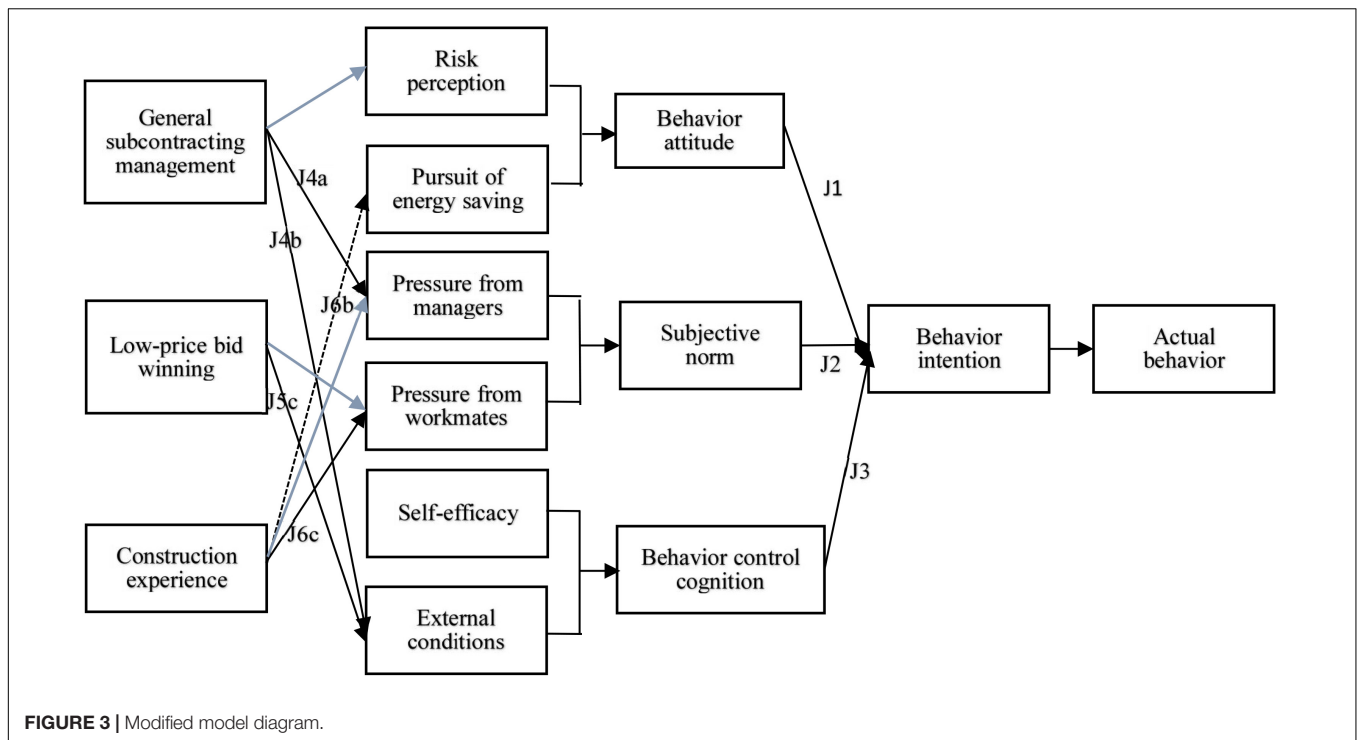 Risk
perception
General
subcontracting
management
Behavior
attitude
Pursuit of
energy saving
J4a
J1
J4b
Pressure from
managers
J6b
Low-price bid
winning
Subjective
norm
J2
Behavior
intention
Actual
behavior
J5c
Pressure from
workmates
J3
Self-efficacy
J6c
Construction
experience
Behavior control
cognition
External
conditions
FIGURE 3 | Modified model diagram.